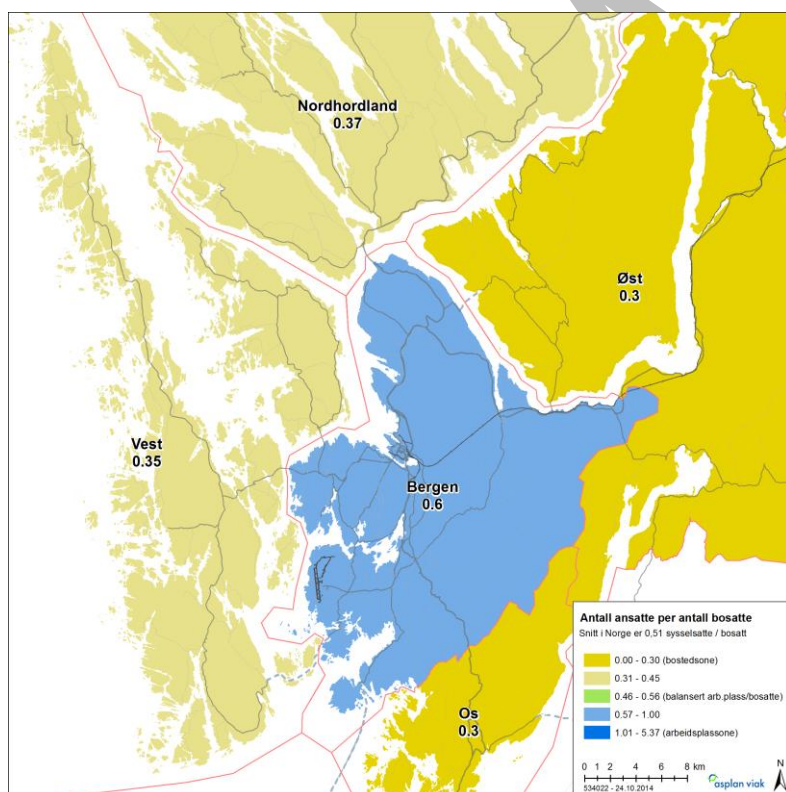 Nordhordland
0.37
Øst
0.3
Vest
0.35
Bergen
0.6
Os
0.3
Antall ansatte per antall bosatte
Snitt i Norge er 0,51 sysselsatte / bosatt
0.00 - 0.30 (bostedsone)
0.31 - 0.45
0.46 - 0.56 (balansert arb.plass/bosatte)
0.57 - 1.00
1.01 - 5.37 (arbeidsplassone)
0 1 2 4 6 8 km
N
534022 - 24.10.2014
asplan viak